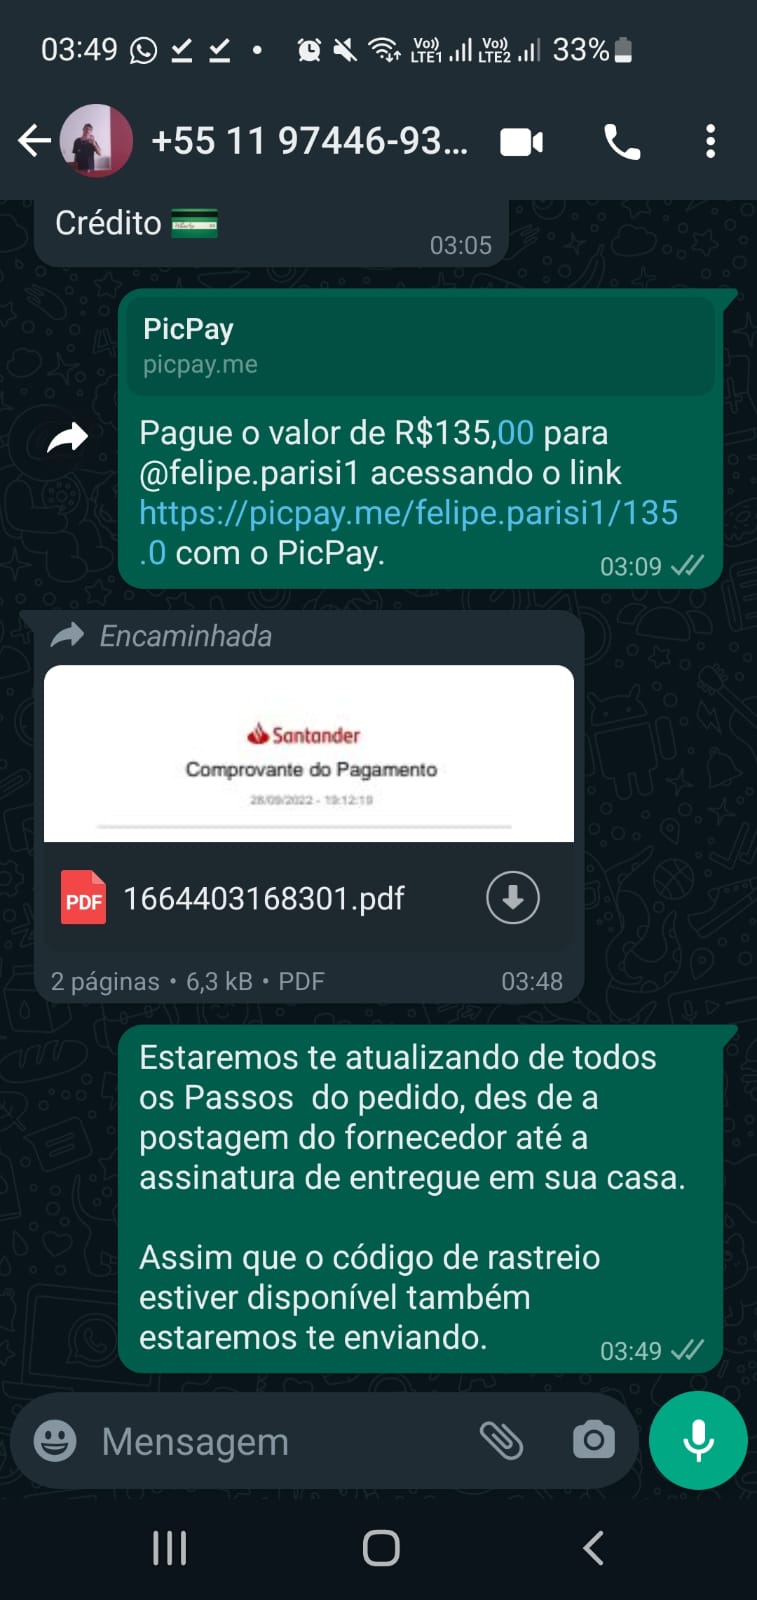 03:49 33%
Vo)) LTE1 Vo)) LTE2
+55 11 97446-93...
Crédito
03:05
PicPay
picpay.me
Pague o valor de R$135,00 para
@felipe.parisi1 acessando o link
https://picpay.me/felipe.parisi1/135
.0 com o PicPay.
03:09
Encaminhada
Santander
Comprovante do Pagamento
28/09/2022 - 19:12:19
PDF 1664403168301.pdf
2 páginas • 6,3 kB • PDF
03:48
Estaremos te atualizando de todos
os Passos  do pedido, des de a
postagem do fornecedor até a
assinatura de entregue em sua casa.
Assim que o código de rastreio
estiver disponível também
estaremos te enviando.
03:49
Mensagem